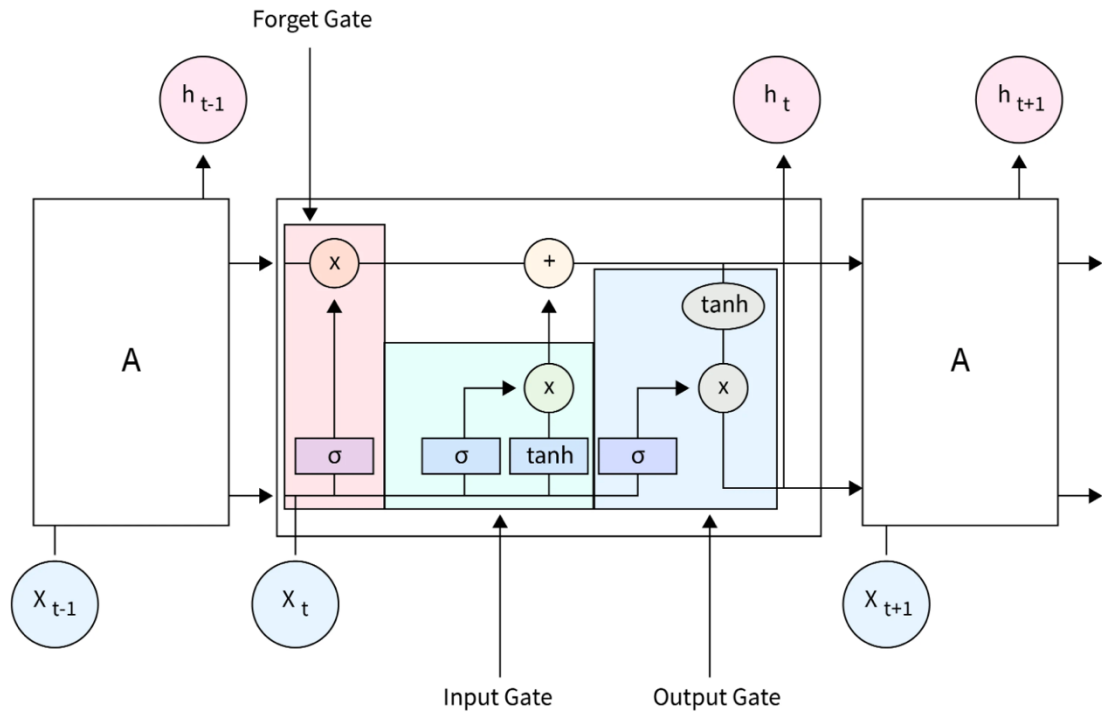 Forget Gate
h t-1
h t
h t+1
x
+
tanh
A
A
x
x
σ
σ
tanh
σ
X t-1
X t
X t+1
Input Gate
Output Gate